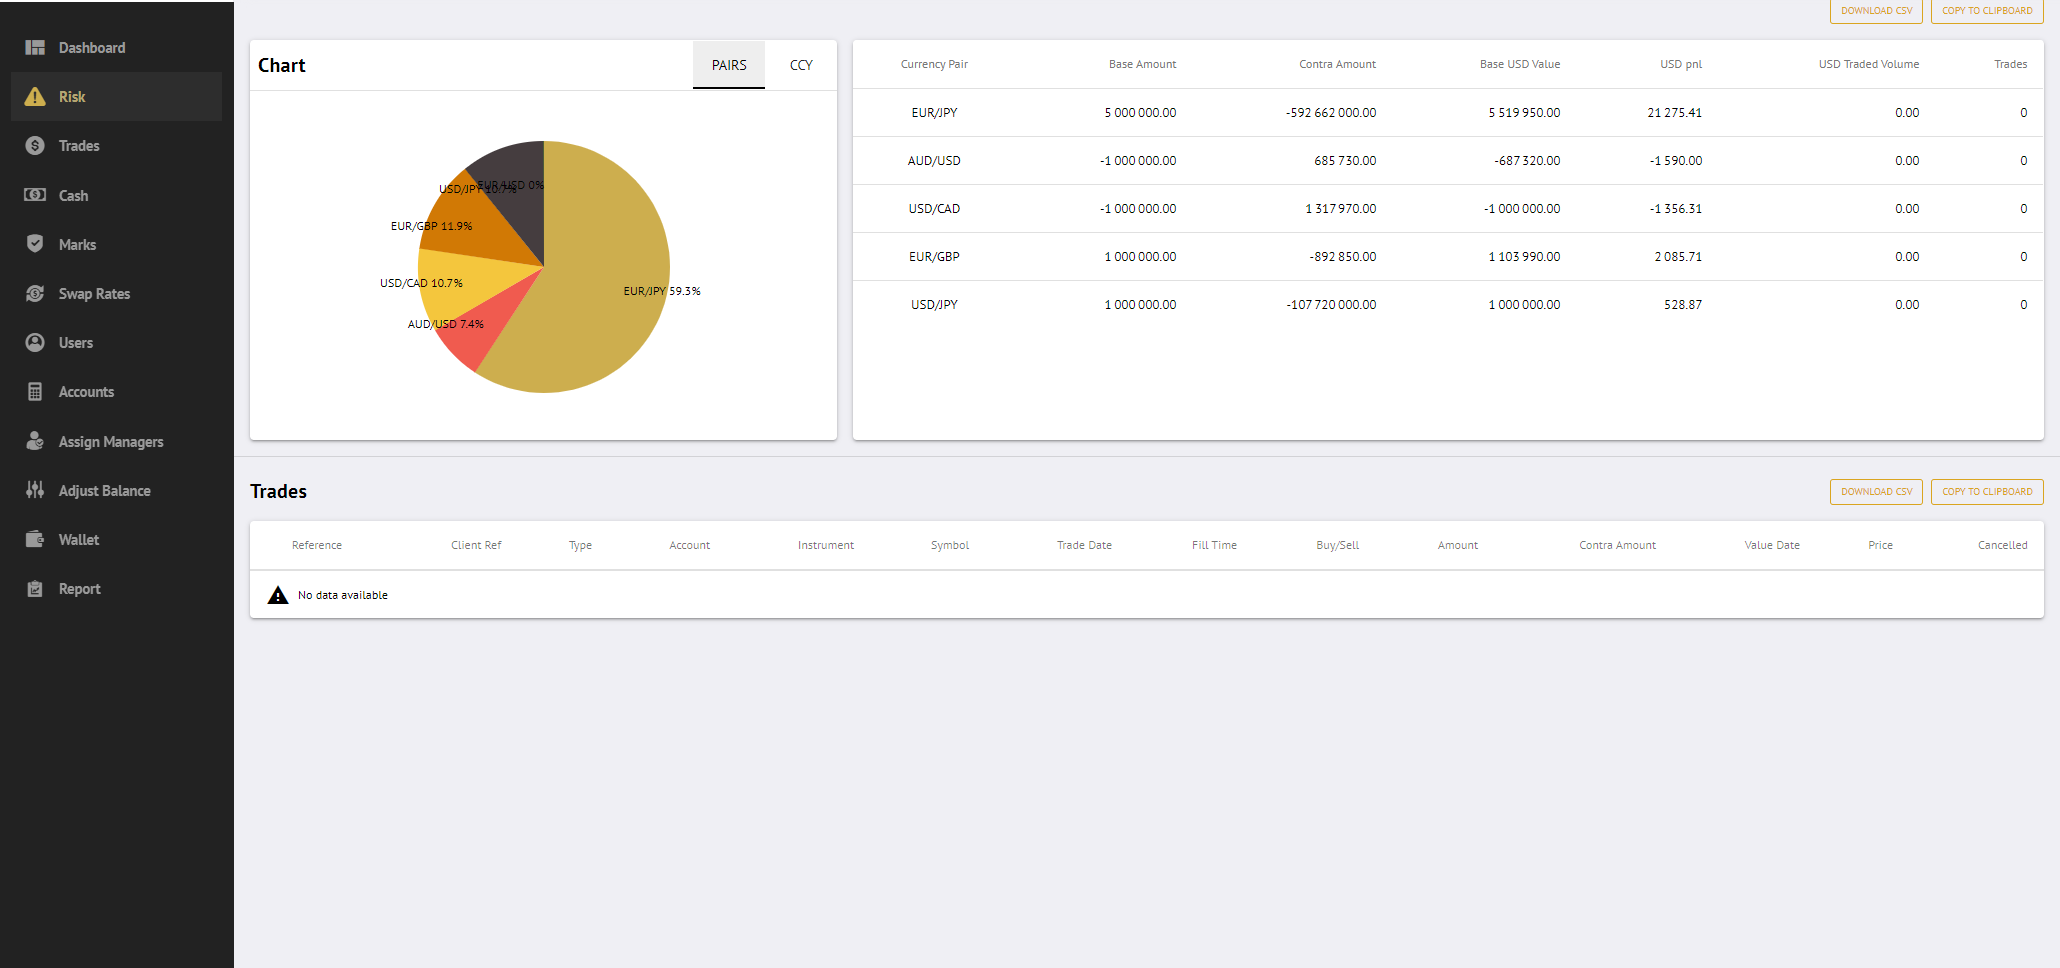 Dashboard
Risk
Trades
Cash
Marks
Swap Rates
Users
Accounts
Assign Managers
Adjust Balance
Wallet
Report
DOWNLOAD CSV COPY TO CLIPBOARD
Chart PAIRS CCY
EUR/USD 0%
USD/JPY 10.7%
EUR/GBP 11.9%
USD/CAD 10.7%
EUR/JPY 59.3%
AUD/USD 7.4%
Currency Pair Base Amount Contra Amount Base USD Value USD pnl USD Traded Volume Trades
EUR/JPY 5 000 000.00 -592 662 000.00 5 519 950.00 21 275.41 0.00 0
AUD/USD -1 000 000.00 685 730.00 -687 320.00 -1 590.00 0.00 0
USD/CAD -1 000 000.00 1 317 970.00 -1 000 000.00 -1 356.31 0.00 0
EUR/GBP 1 000 000.00 -892 850.00 1 103 990.00 2 085.71 0.00 0
USD/JPY 1 000 000.00 -107 720 000.00 1 000 000.00 528.87 0.00 0
Trades DOWNLOAD CSV COPY TO CLIPBOARD
Reference Client Ref Type Account Instrument Symbol Trade Date Fill Time Buy/Sell Amount Contra Amount Value Date Price Cancelled
No data available